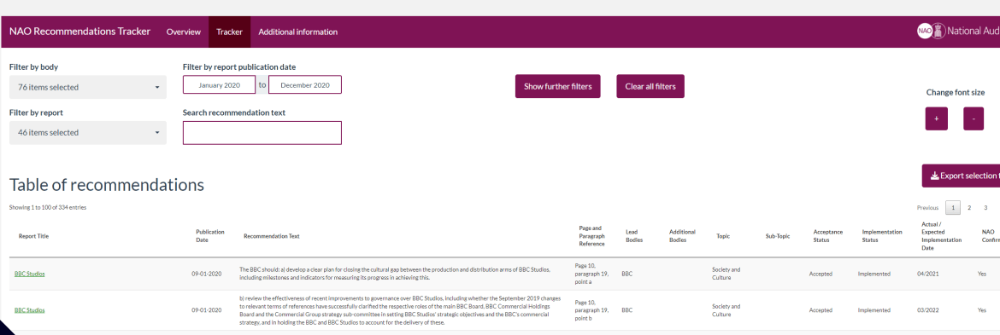 NAO Recommendations Tracker Overview Tracker Additional information NAO National Aud
Filter by body Filter by report publication date
76 items selected January 2020 to December 2020 Show further filters Clear all filters
Change font size
Filter by report Search recommendation text
+ -
46 items selected
Table of recommendations
Export selection
Showing 1 to 100 of 334 entries Previous 1 2 3
Report Title
Publication
Date
Recommendation Text
Page and
Paragraph
Reference
Lead
Bodies
Additional
Bodies
Topic
Sub-Topic
Acceptance
Status
Implementation
Status
Actual /
Expected
Implementation
Date
NAO
Confirm
BBC Studios
09-01-2020
The BBC should: a) develop a clear plan for closing the cultural gap between the production and distribution arms of BBC Studios,
including milestones and indicators for measuring its progress in achieving this.
Page 10,
paragraph 19,
point a
BBC
Society and
Culture
Accepted
Implemented
04/2021
Yes
BBC Studios
09-01-2020
b) review the effectiveness of recent improvements to governance over BBC Studios, including whether the September 2019 changes
to relevant terms of references have successfully clarified the respective roles of the main BBC Board, BBC Commercial Holdings
Board and the Commercial Group strategy sub-committee in setting BBC Studios' strategic objectives and the BBC's commercial
strategy, and in holding the BBC and BBC Studios to account for the delivery of these.
Page 10,
paragraph 19,
point b
BBC
Society and
Culture
Accepted
Implemented
03/2022
Yes